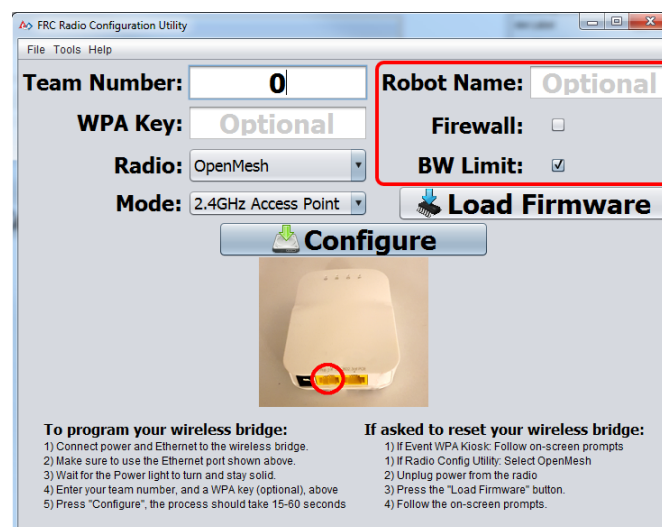 FRC Radio Configuration Utility
File Tools Help
Team Number: 0
Robot Name: Optional
WPA Key: Optional
Firewall:
Radio: OpenMesh
BW Limit:
Mode: 2.4GHz Access Point
Load Firmware
Configure
To program your wireless bridge:
1) Connect power and Ethernet to the wireless bridge.
2) Make sure to use the Ethernet port shown above.
3) Wait for the Power light to turn and stay solid.
4) Enter your team number, and a WPA key (optional), above
5) Press "Configure", the process should take 15-60 seconds
If asked to reset your wireless bridge:
1) If Event WPA Kiosk: Follow on-screen prompts
1) If Radio Config Utility: Select OpenMesh
2) Unplug power from the radio
3) Press the "Load Firmware" button.
4) Follow the on-screen prompts.